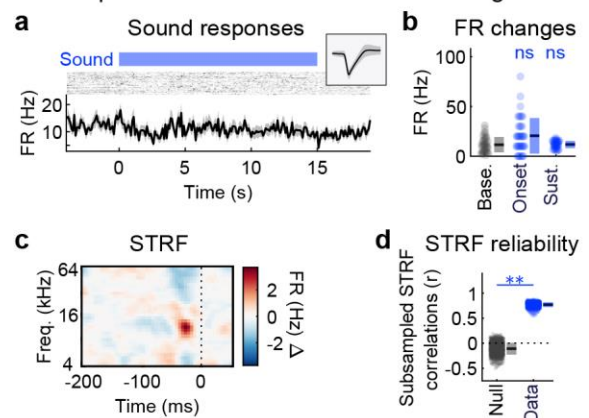 a
Sound responses
Sound
FR (Hz)
20
10
0
5
10
15
Time (s)
b
FR changes
ns
ns
FR (Hz)
100
50
0
Base.
Onset
Sust.
c
STRF
Freq. (kHz)
64
16
4
-200
-100
0
Time (ms)
2
0
-2
FR (Hz) Δ
d
STRF reliability
**
Subsampled STRF
correlations (r)
1
0.5
0
-0.5
Null
Data